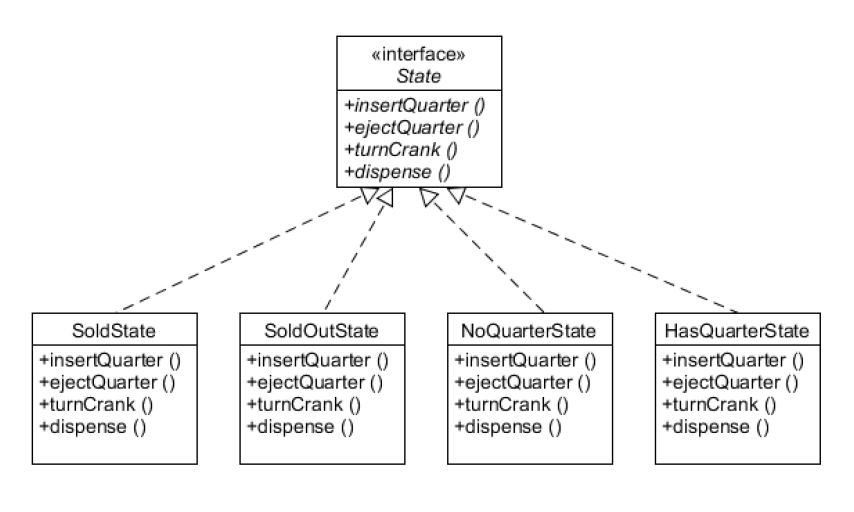 «interface»
State
+insertQuarter ()
+ejectQuarter ()
+turnCrank ()
+dispense ()
SoldState
+insertQuarter ()
+ejectQuarter ()
+turnCrank ()
+dispense ()
SoldOutState
+insertQuarter ()
+ejectQuarter ()
+turnCrank ()
+dispense ()
NoQuarterState
+insertQuarter ()
+ejectQuarter ()
+turnCrank ()
+dispense ()
HasQuarterState
+insertQuarter ()
+ejectQuarter ()
+turnCrank ()
+dispense ()